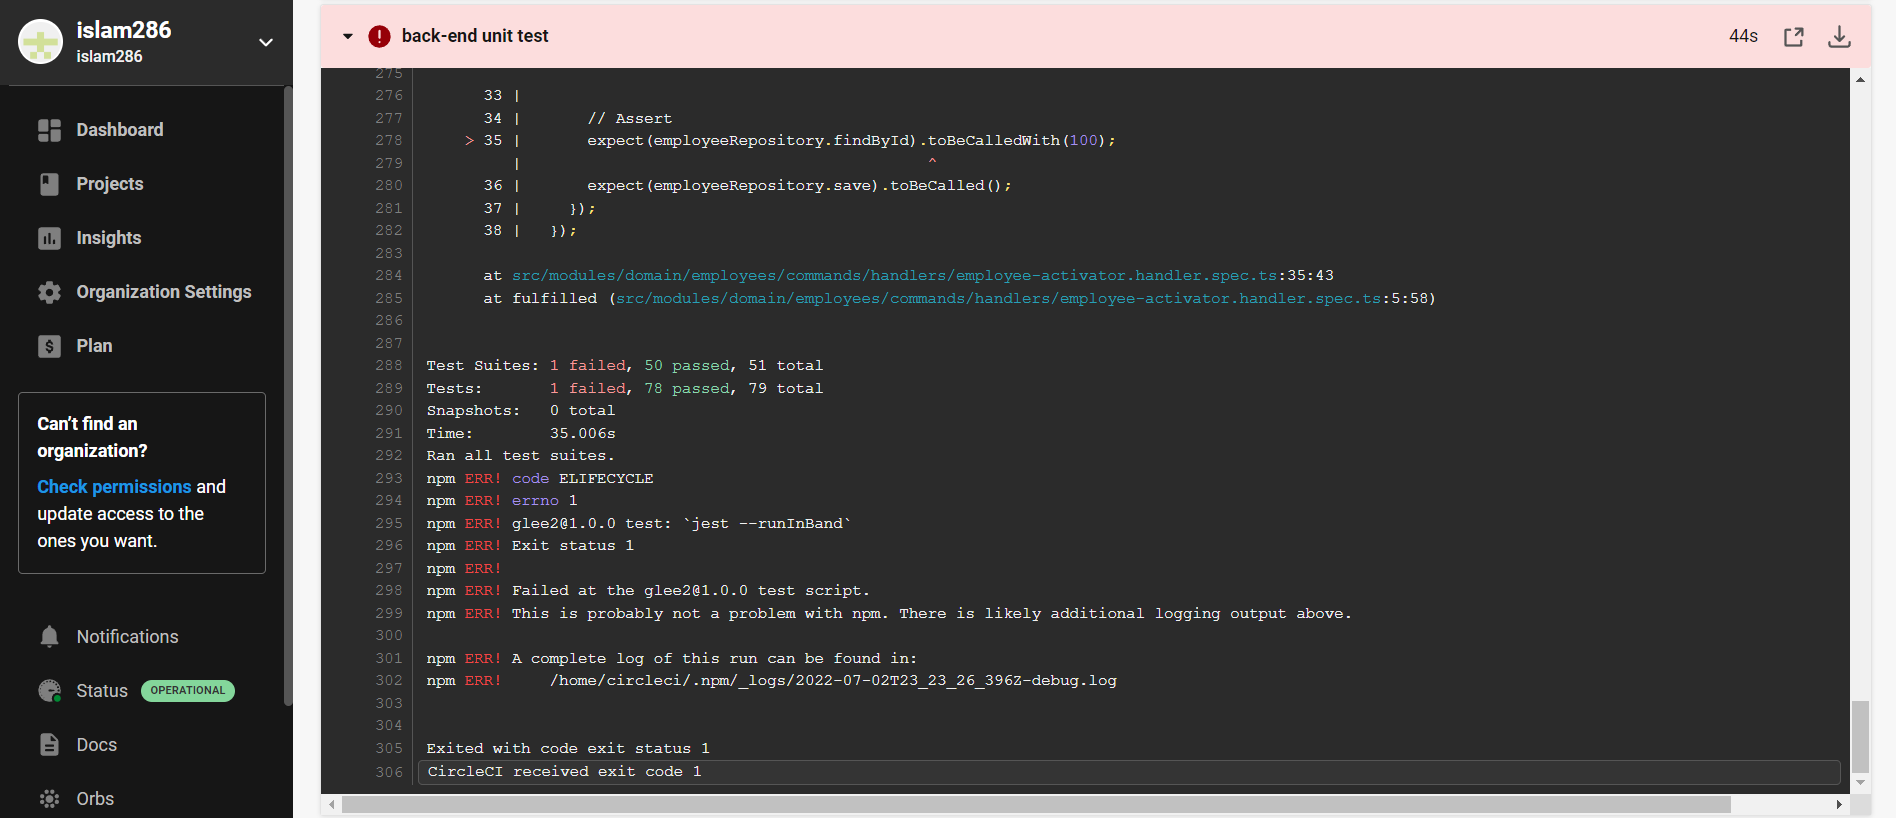 islam286
islam286
Dashboard
Projects
Insights
Organization Settings
Plan
Can't find an
organization?
Check permissions and
update access to the
ones you want.
Notifications
Status OPERATIONAL
Docs
Orbs
back-end unit test 44s
275
276 33 |
277 34 | // Assert
278 > 35 | expect(employeeRepository.findById).toBeCalledWith(100);
279 | ^
280 36 | expect(employeeRepository.save).toBeCalled();
281 37 | });
282 38 | });
283
284 at src/modules/domain/employees/commands/handlers/employee-activator.handler.spec.ts:35:43
285 at fulfilled (src/modules/domain/employees/commands/handlers/employee-activator.handler.spec.ts:5:58)
286
287
288 Test Suites: 1 failed, 50 passed, 51 total
289 Tests: 1 failed, 78 passed, 79 total
290 Snapshots: 0 total
291 Time: 35.006s
292 Ran all test suites.
293 npm ERR! code ELIFECYCLE
294 npm ERR! errno 1
295 npm ERR! glee2@1.0.0 test: `jest --runInBand`
296 npm ERR! Exit status 1
297 npm ERR!
298 npm ERR! Failed at the glee2@1.0.0 test script.
299 npm ERR! This is probably not a problem with npm. There is likely additional logging output above.
300
301 npm ERR! A complete log of this run can be found in:
302 npm ERR! /home/circleci/.npm/_logs/2022-07-02T23_23_26_396Z-debug.log
303
304
305 Exited with code exit status 1
306 CircleCI received exit code 1